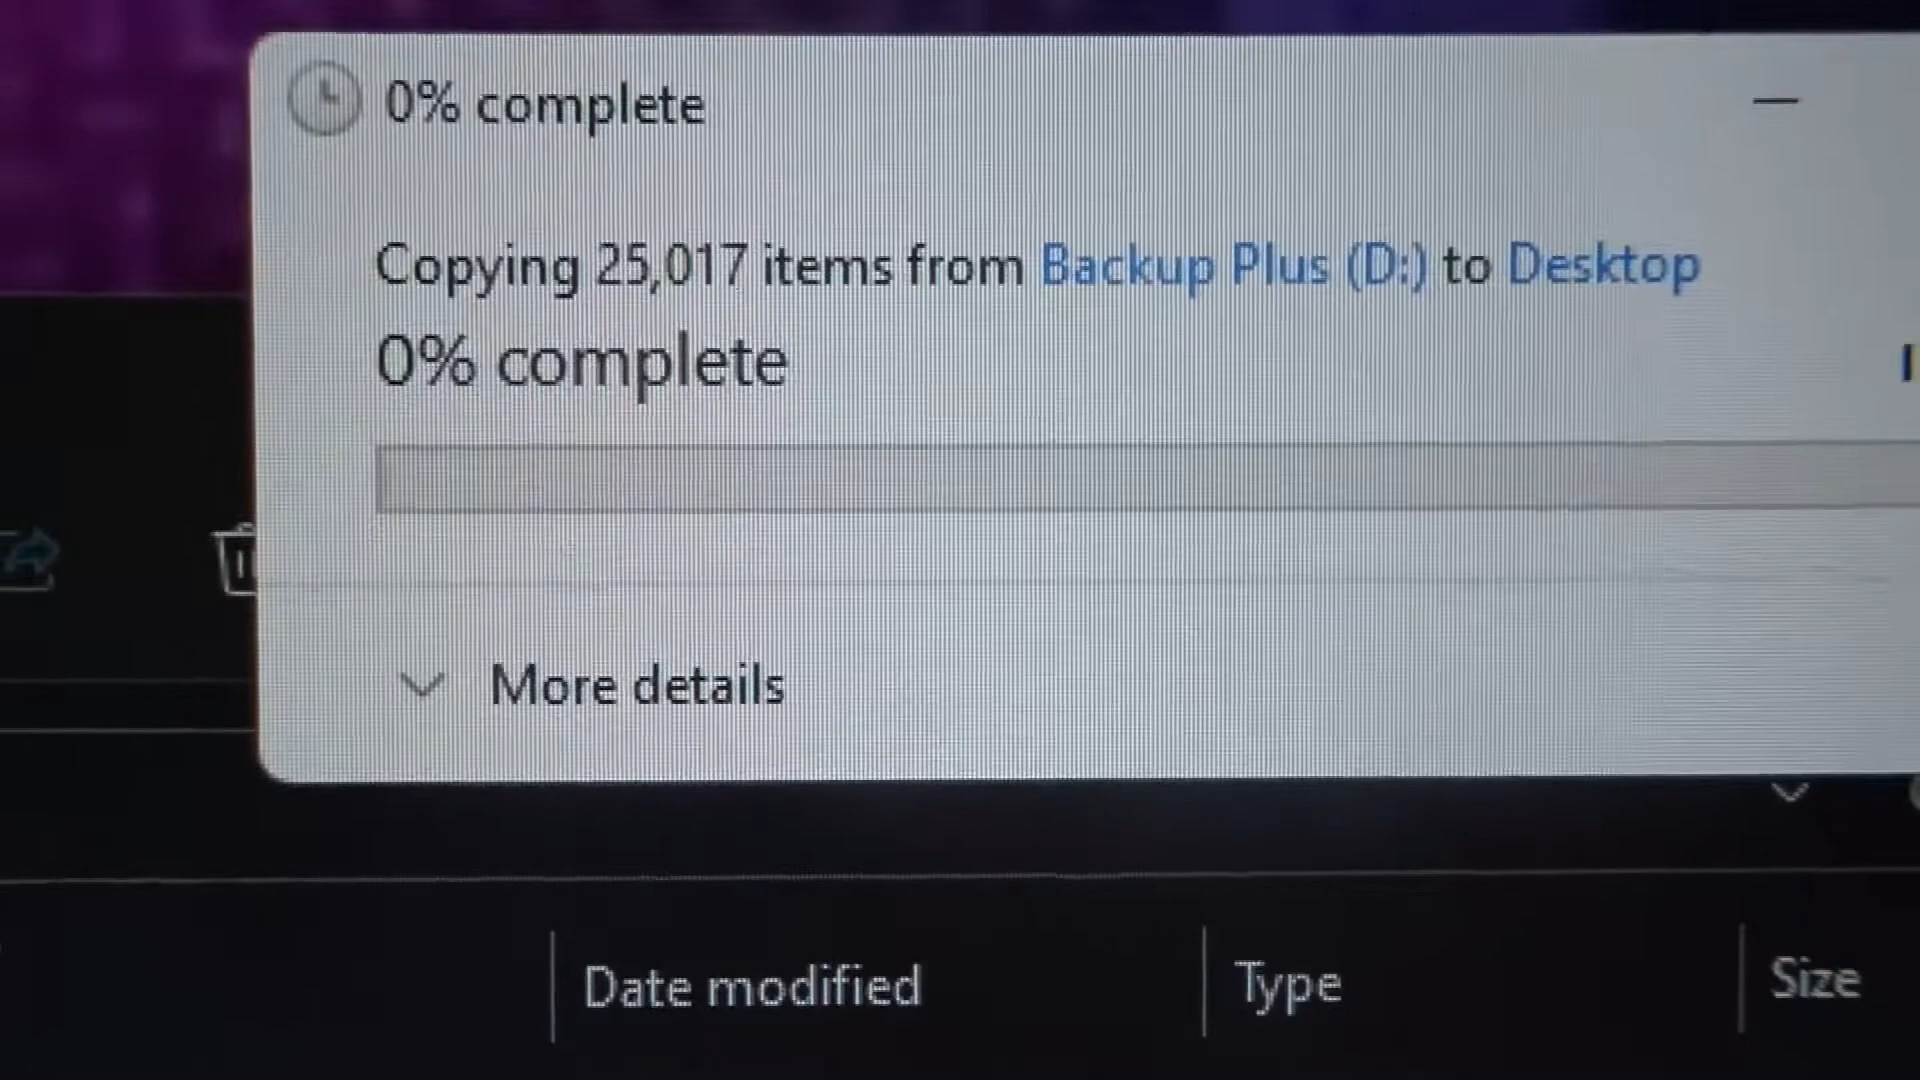 0% complete
Copying 25,017 items from Backup Plus (D:) to Desktop
0% complete
More details
Date modified
Type
Size